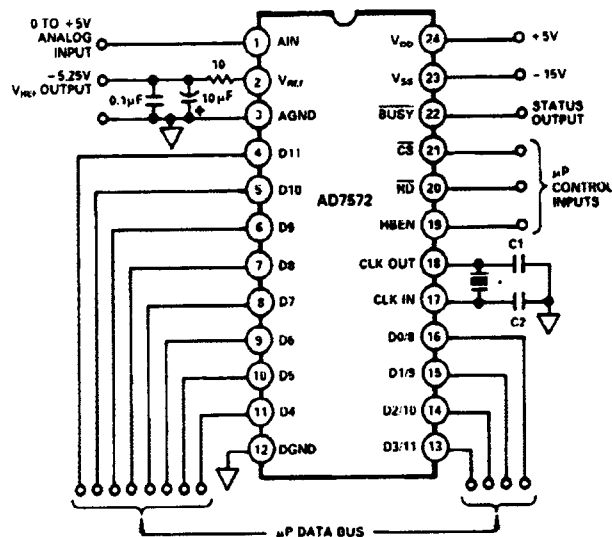 0 TO +5V
ANALOG
INPUT
1
AIN
-5.25V
VREF OUTPUT
10
2
VREF
0.1µF
10µF
+
3
AGND
4
D11
5
D10
6
D9
7
D8
8
D7
9
D6
10
D5
11
D4
12
DGND
AD7572
VDD
24
+5V
VSS
23
-15V
BUSY
22
STATUS
OUTPUT
CS
21
RD
20
HBEN
19
µP
CONTROL
INPUTS
CLK OUT
18
C1
CLK IN
17
C2
D0/8
16
D1/9
15
D2/10
14
D3/11
13
µP DATA BUS